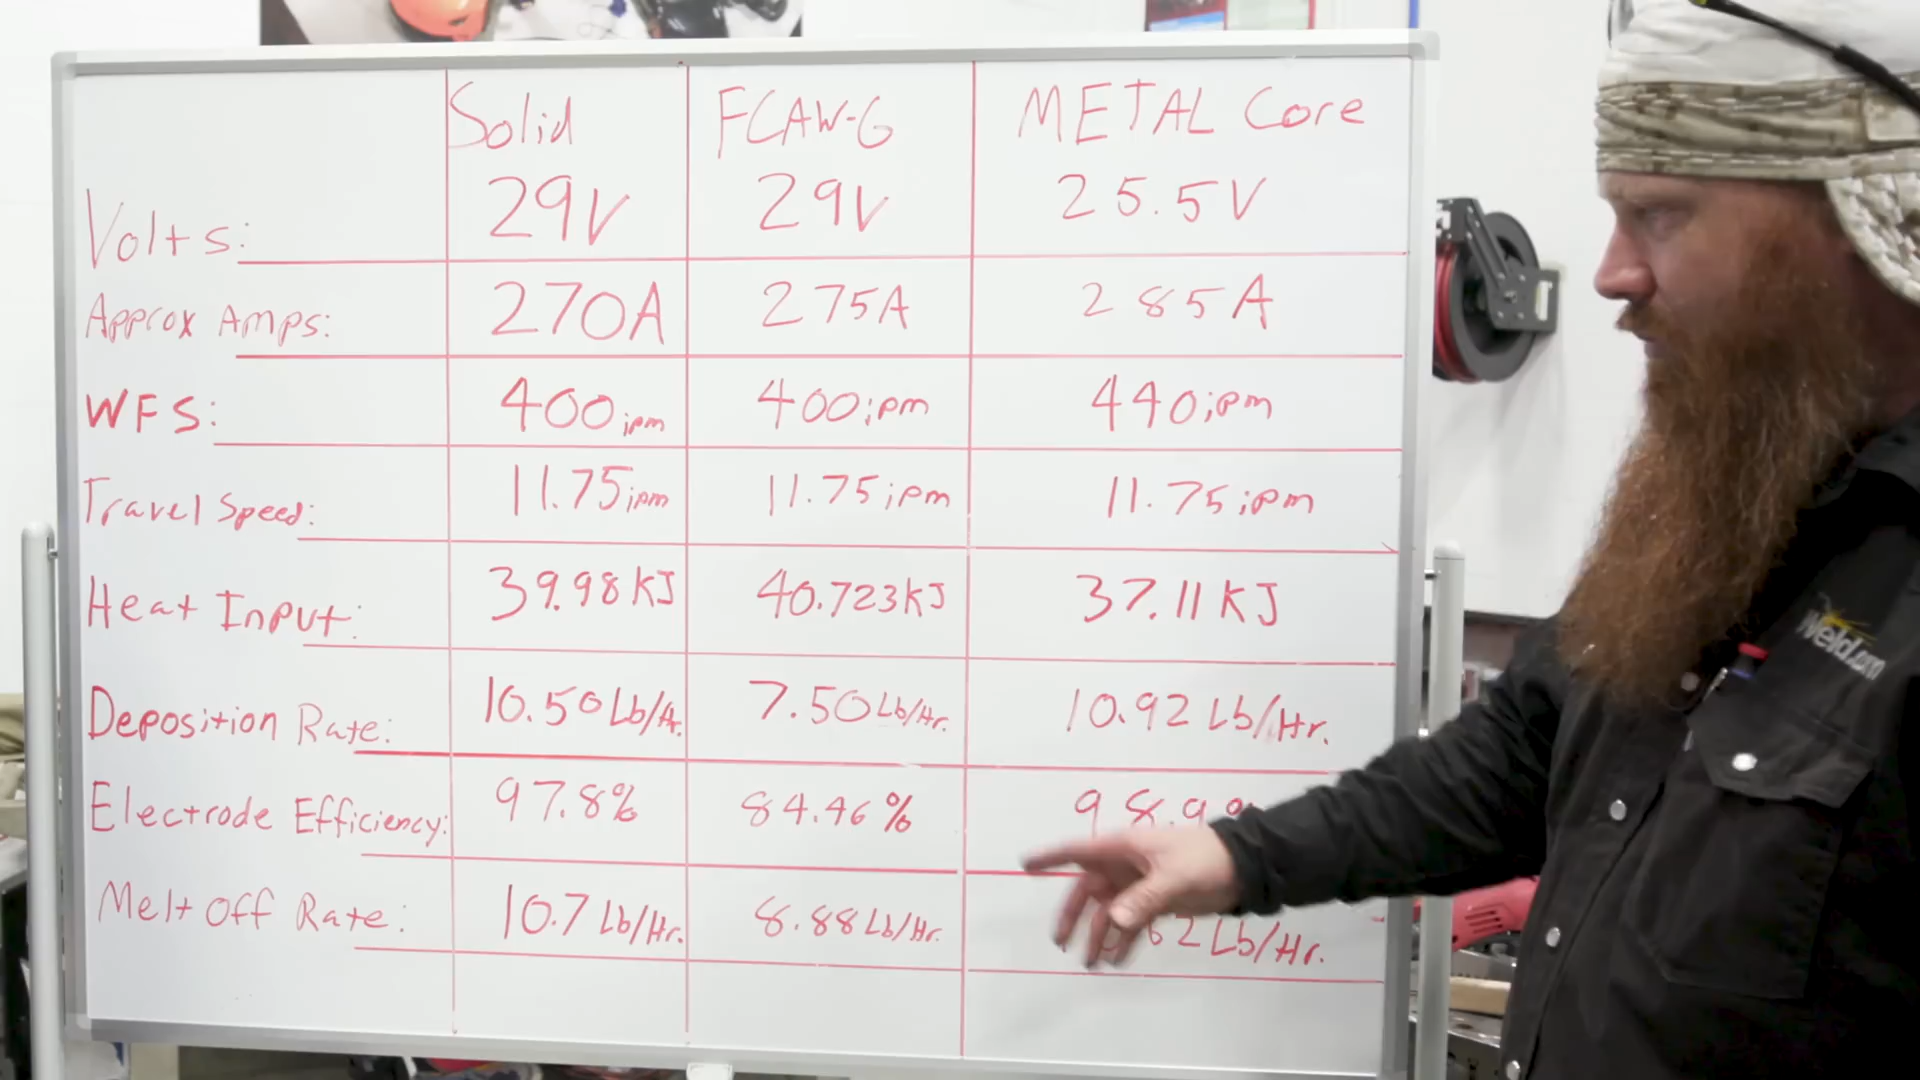 Solid FCAW-G METAL Core
Volts: 29V 29V 25.5V
Approx Amps: 270A 275A 285A
WFS: 400ipm 400ipm 440ipm
Travel Speed: 11.75ipm 11.75ipm 11.75ipm
Heat Input: 39.98KJ 40.723KJ 37.11KJ
Deposition Rate: 10.50Lb/Hr. 7.50Lb/Hr. 10.92Lb/Hr.
Electrode Efficiency: 97.8% 84.46%
Melt Off Rate: 10.7Lb/Hr. 8.88Lb/Hr.
weld.com